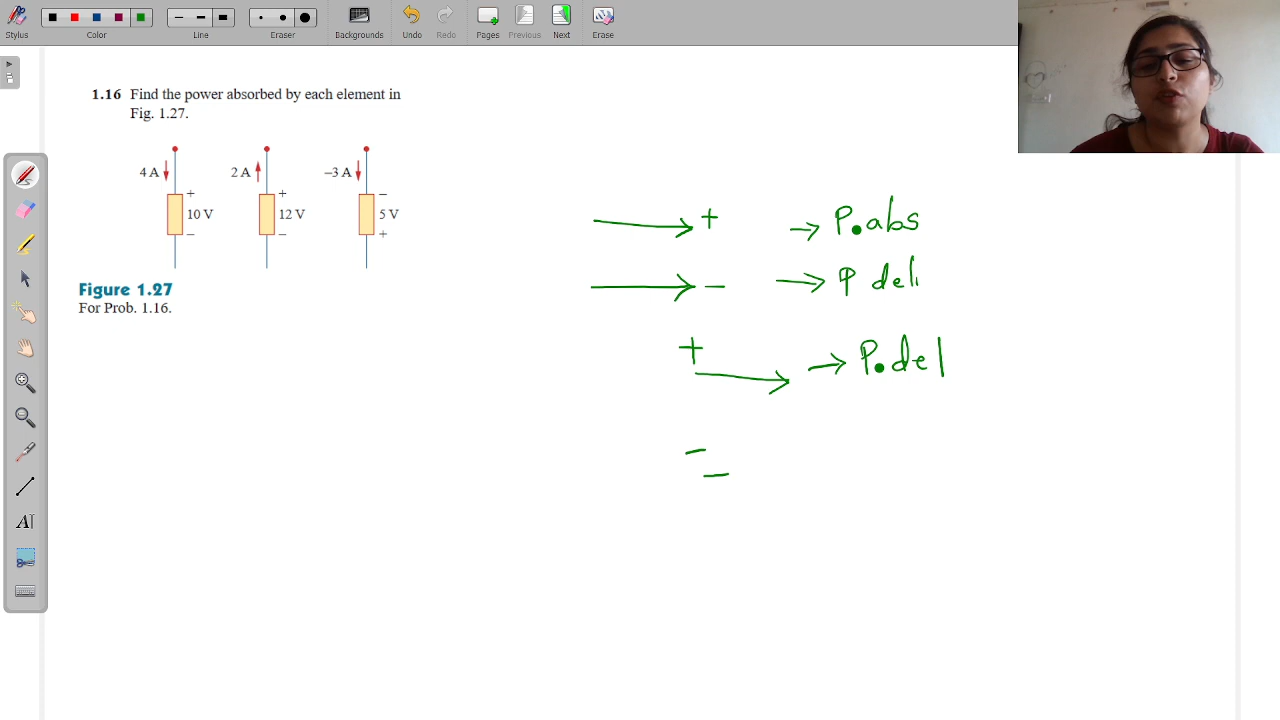 Stylus Color Line Eraser Backgrounds Undo Redo Pages Previous Next Erase
1.16 Find the power absorbed by each element in
Fig. 1.27.
4 A 2 A –3 A
+ + –
10 V 12 V 5 V
– – +
Figure 1.27
For Prob. 1.16.
→ + → P.abs
→ – → P del
+ → → P.del
– –
A